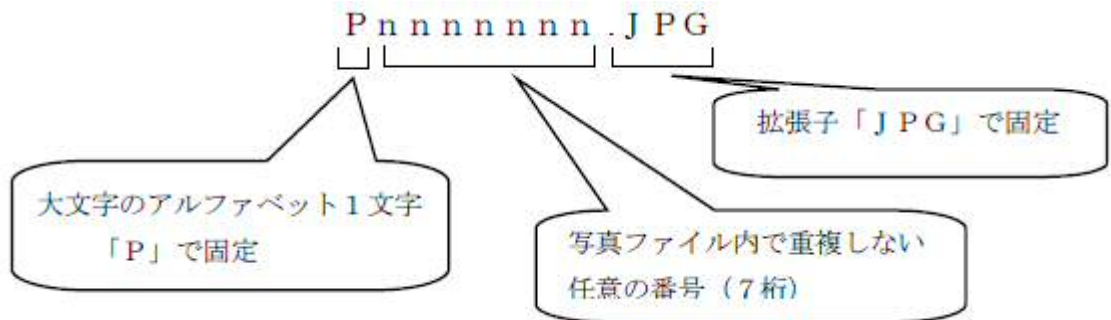 Ｐｎｎｎｎｎｎｎ．ＪＰＧ
拡張子「ＪＰＧ」で固定
大文字のアルファベット１文字
「Ｐ」で固定
写真ファイル内で重複しない
任意の番号（７桁）